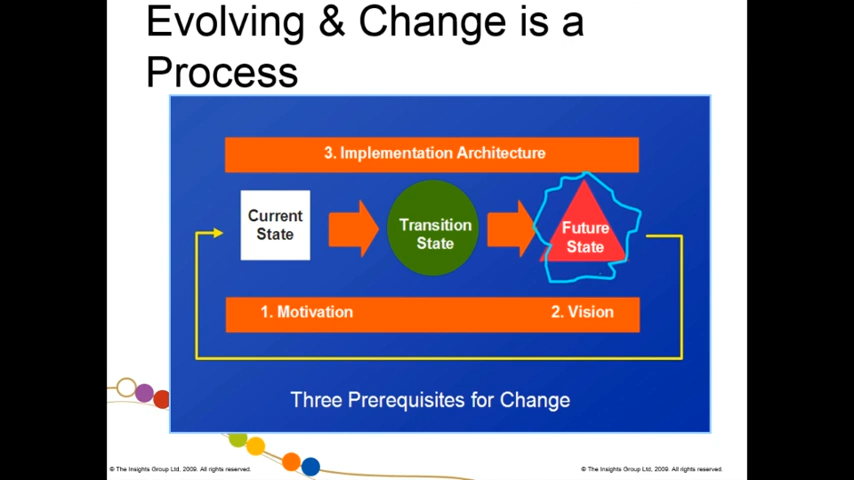 Evolving & Change is a
Process
3. Implementation Architecture
Current
State
Transition
State
Future
State
1. Motivation
2. Vision
Three Prerequisites for Change
© The Insights Group Ltd, 2009. All rights reserved.
© The Insights Group Ltd, 2009. All rights reserved.